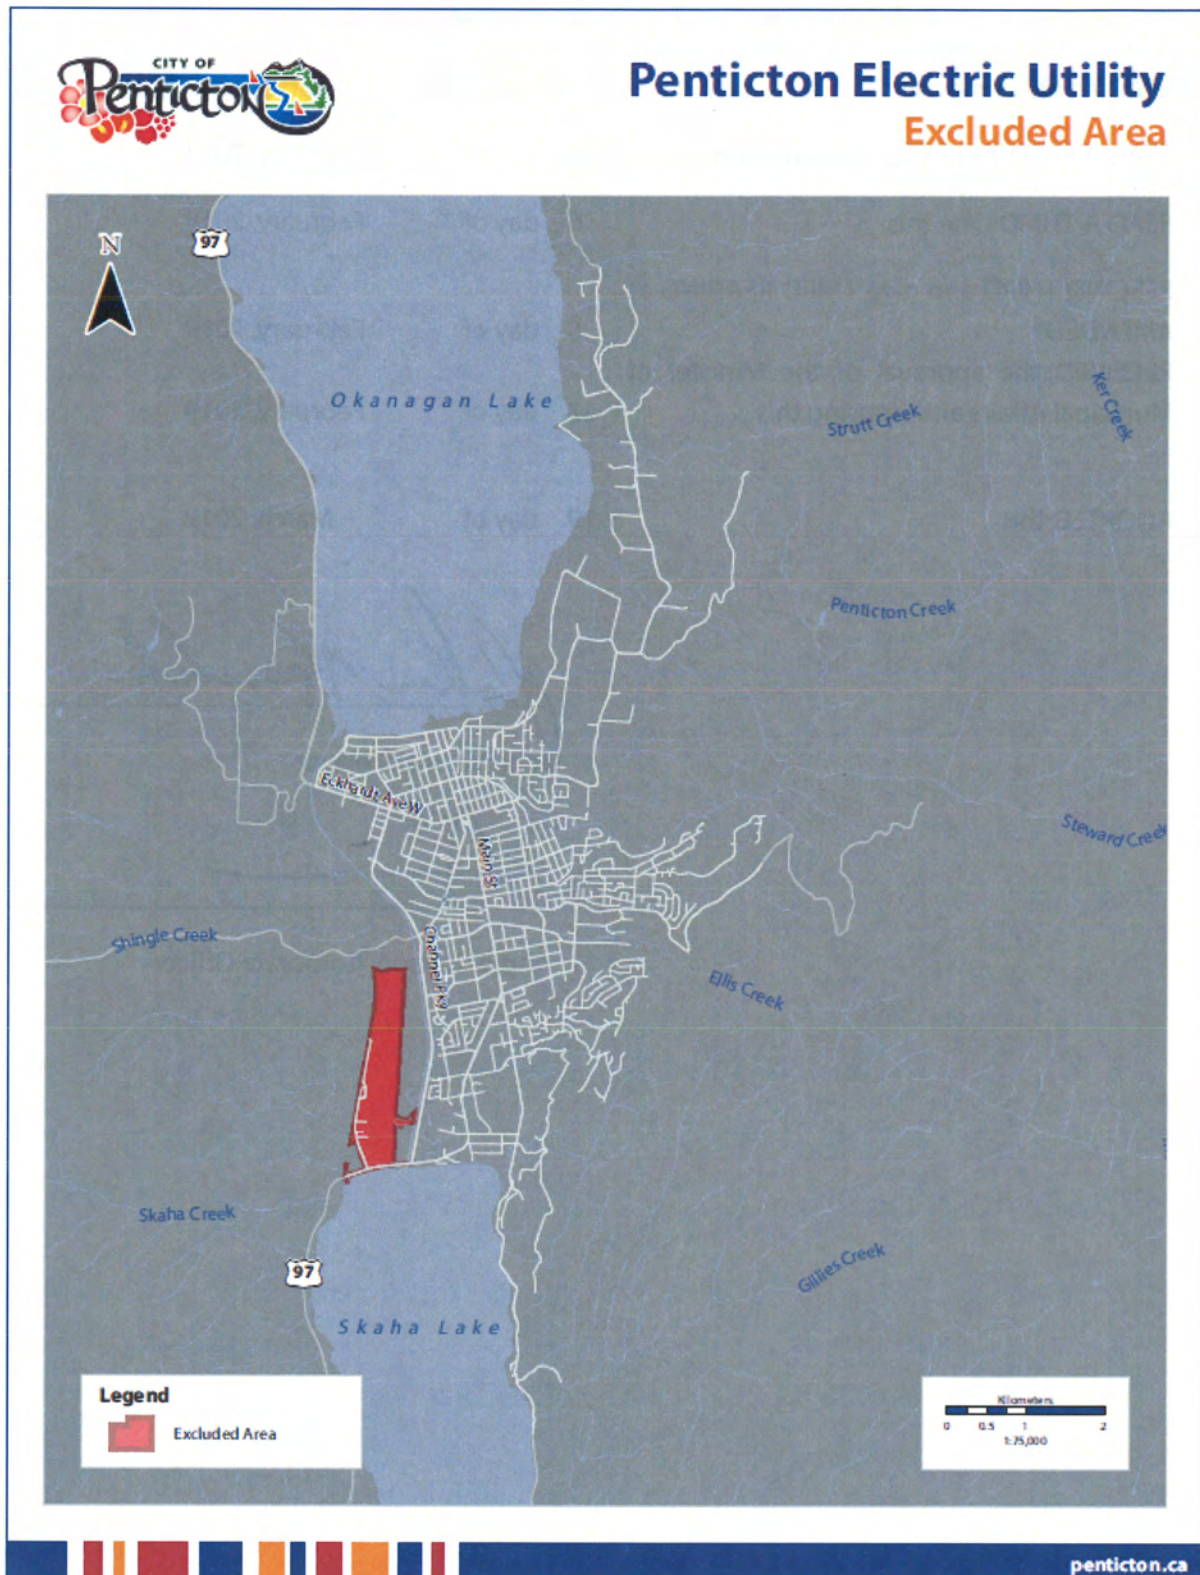 CITY OF
Penticton
Penticton Electric Utility
Excluded Area
97
N
Okanagan Lake
Strutt Creek
Ker Creek
Penticton Creek
Eckhardt Ave W
Main St
Steward Creek
Shingle Creek
Channel Pky
Ellis Creek
Skaha Creek
Gillies Creek
97
Skaha Lake
Legend
Excluded Area
Kilometers
0 0.5 1 2
1:75,000
penticton.ca